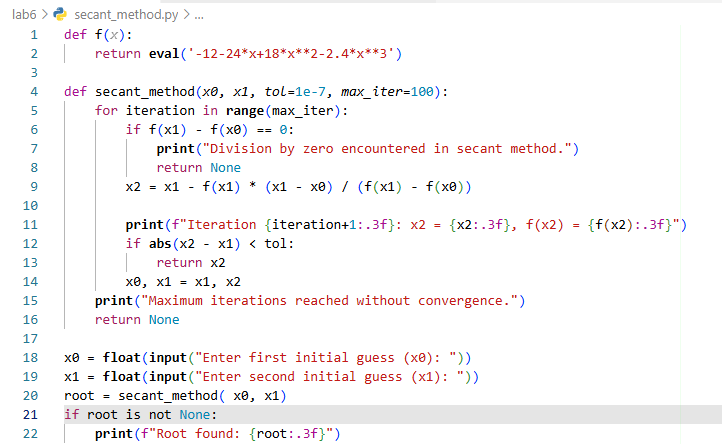 lab6 > secant_method.py > ...
1 def f(x):
2     return eval('-12-24*x+18*x**2-2.4*x**3')
3
4 def secant_method(x0, x1, tol=1e-7, max_iter=100):
5     for iteration in range(max_iter):
6         if f(x1) - f(x0) == 0:
7             print("Division by zero encountered in secant method.")
8             return None
9         x2 = x1 - f(x1) * (x1 - x0) / (f(x1) - f(x0))
10
11         print(f"Iteration {iteration+1:.3f}: x2 = {x2:.3f}, f(x2) = {f(x2):.3f}")
12         if abs(x2 - x1) < tol:
13             return x2
14         x0, x1 = x1, x2
15     print("Maximum iterations reached without convergence.")
16     return None
17
18 x0 = float(input("Enter first initial guess (x0): "))
19 x1 = float(input("Enter second initial guess (x1): "))
20 root = secant_method( x0, x1)
21 if root is not None:
22     print(f"Root found: {root:.3f}")